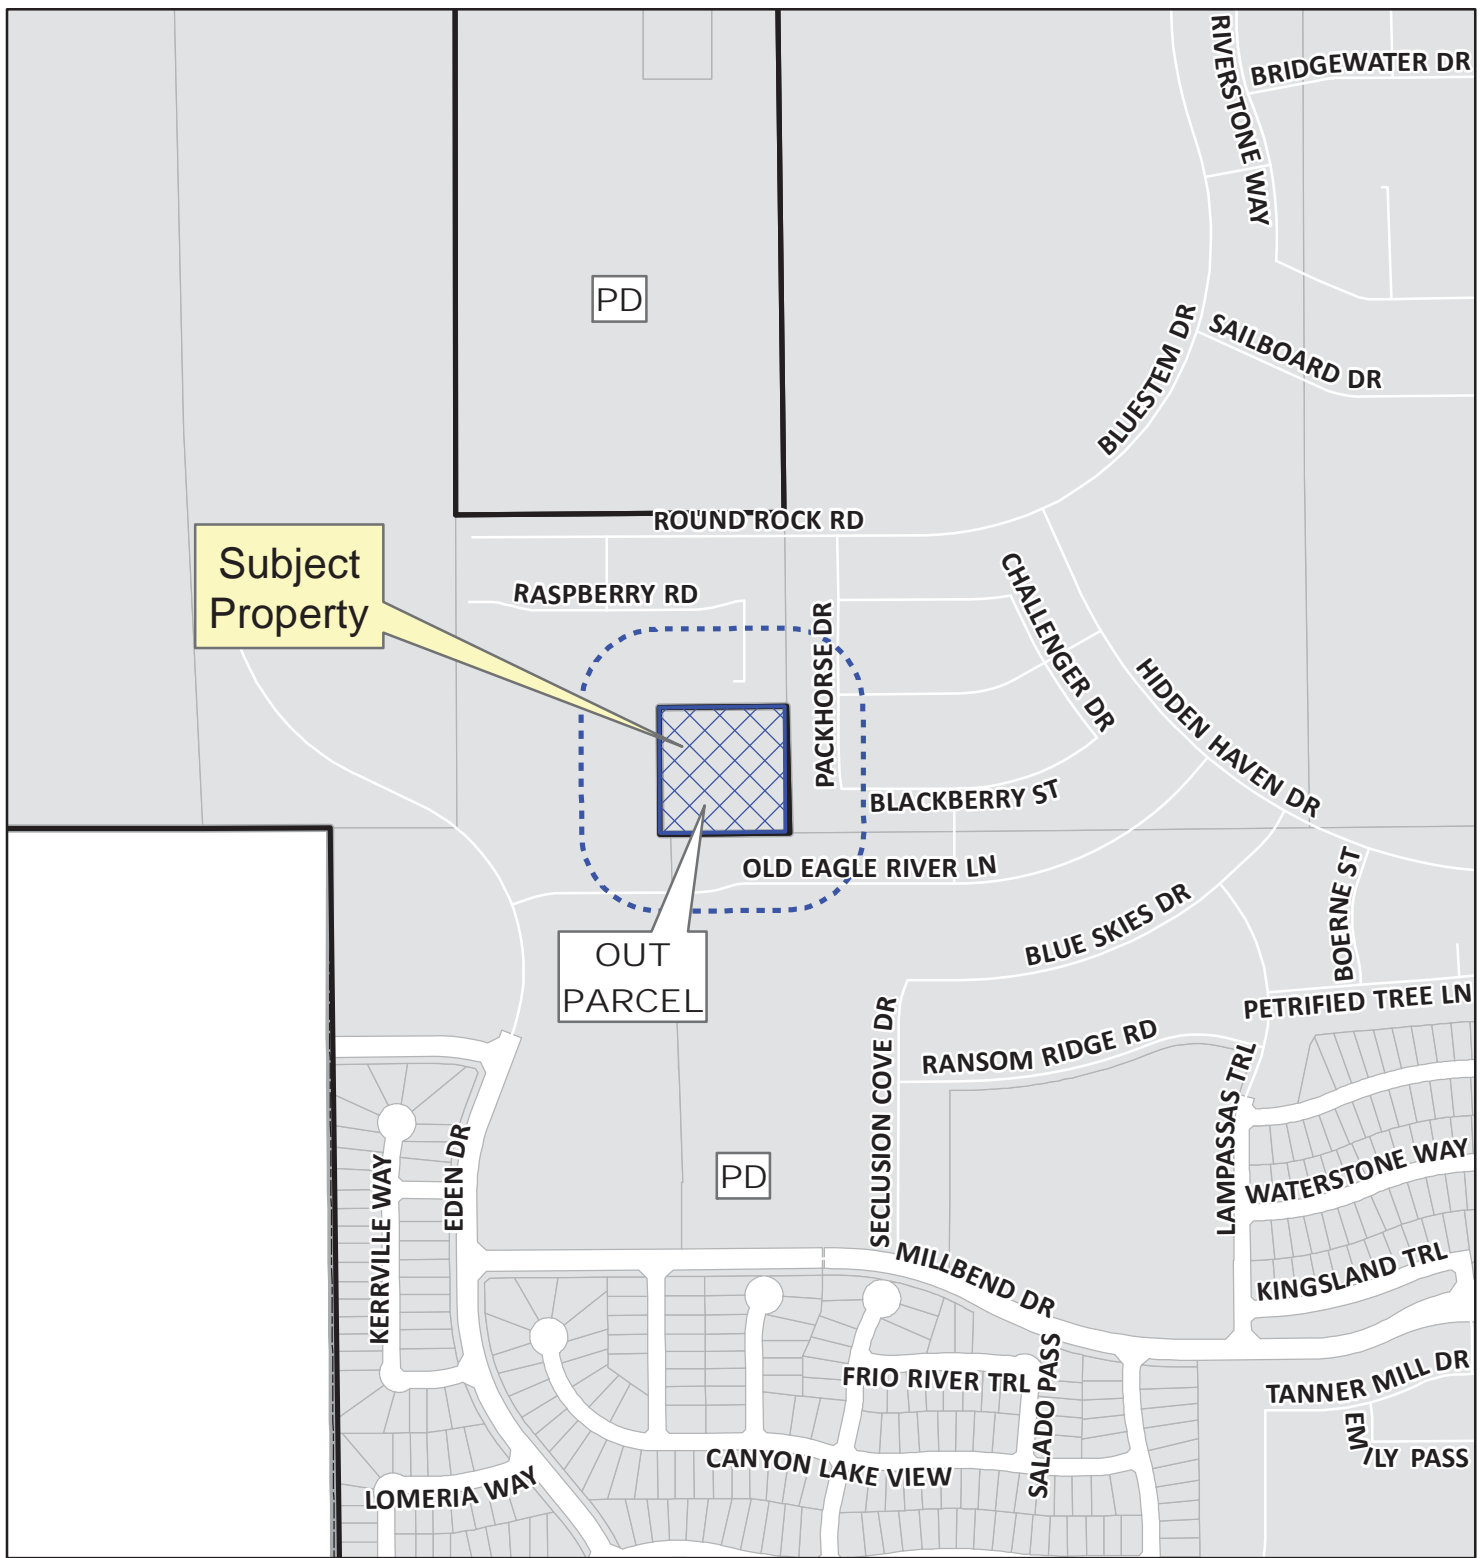 RIVERSTONE WAY
BRIDGEWATER DR
PD
BLUESTEM DR
SAILBOARD DR
ROUND ROCK RD
Subject
Property
RASPBERRY RD
PACKHORSE DR
CHALLENGER DR
HIDDEN HAVEN DR
BLACKBERRY ST
OLD EAGLE RIVER LN
BLUE SKIES DR
BOERNE ST
OUT
PARCEL
PETRIFIED TREE LN
SECLUSION COVE DR
RANSOM RIDGE RD
LAMPASSAS TRL
KERRVILLE WAY
EDEN DR
PD
WATERSTONE WAY
MILLBEND DR
KINGSLAND TRL
FRIO RIVER TRL
SALADO PASS
TANNER MILL DR
EMILY PASS
CANYON LAKE VIEW
LOMERIA WAY